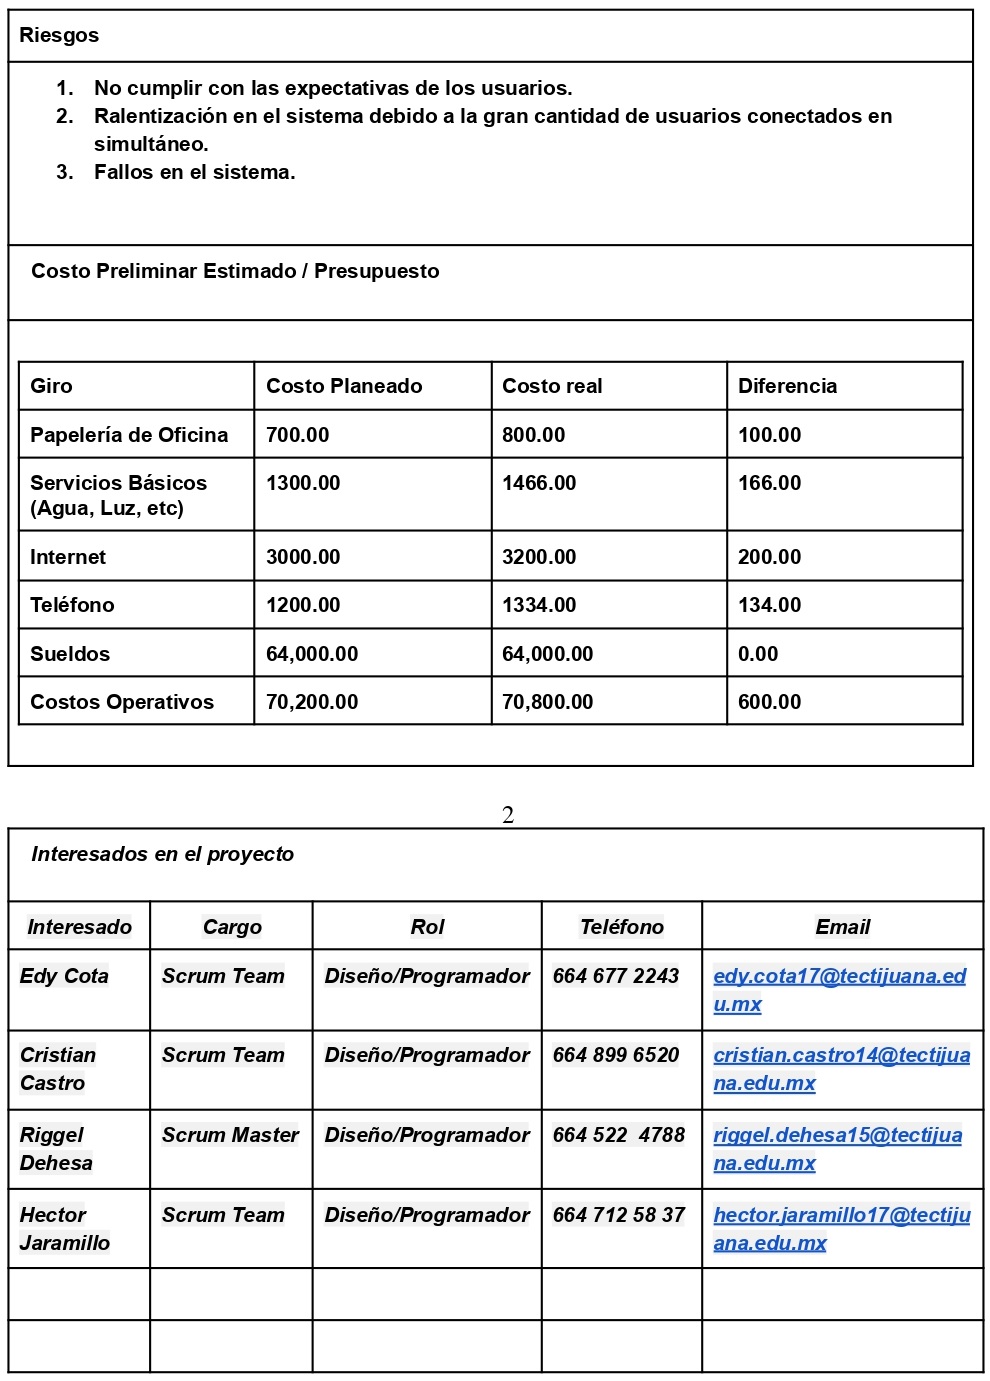 Riesgos
1. No cumplir con las expectativas de los usuarios.
2. Ralentización en el sistema debido a la gran cantidad de usuarios conectados en
simultáneo.
3. Fallos en el sistema.
Costo Preliminar Estimado / Presupuesto
Giro Costo Planeado Costo real Diferencia
Papelería de Oficina 700.00 800.00 100.00
Servicios Básicos 1300.00 1466.00 166.00
(Agua, Luz, etc)
Internet 3000.00 3200.00 200.00
Teléfono 1200.00 1334.00 134.00
Sueldos 64,000.00 64,000.00 0.00
Costos Operativos 70,200.00 70,800.00 600.00
2
Interesados en el proyecto
Interesado Cargo Rol Teléfono Email
Edy Cota Scrum Team Diseño/Programador 664 677 2243 edy.cota17@tectijuana.ed
u.mx
Cristian Scrum Team Diseño/Programador 664 899 6520 cristian.castro14@tectijua
Castro na.edu.mx
Riggel Scrum Master Diseño/Programador 664 522 4788 riggel.dehesa15@tectijua
Dehesa na.edu.mx
Hector Scrum Team Diseño/Programador 664 712 58 37 hector.jaramillo17@tectiju
Jaramillo ana.edu.mx